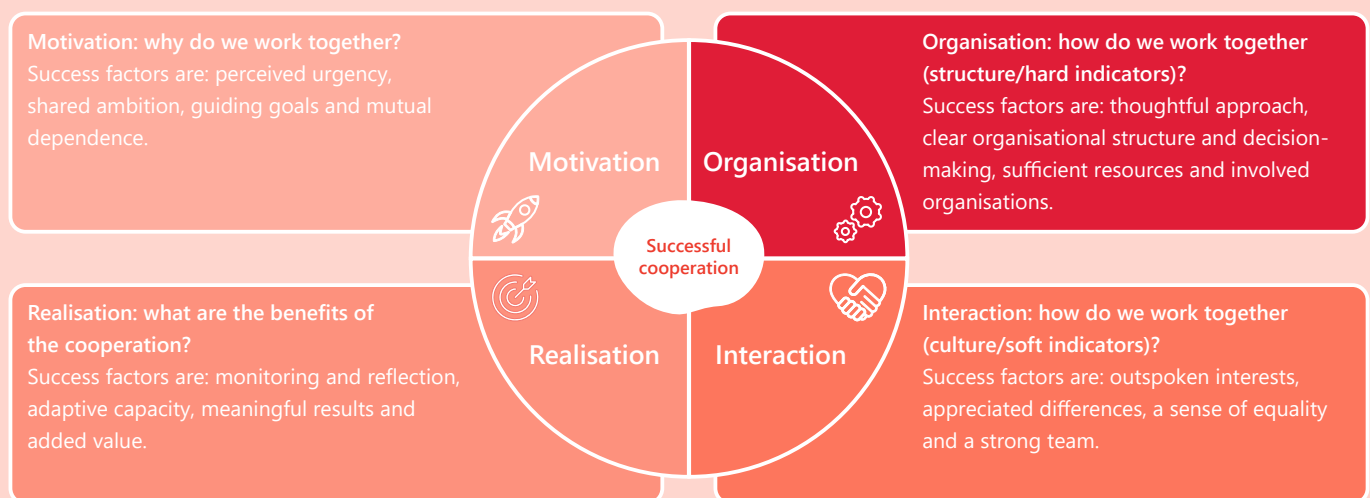 Motivation: why do we work together?
Success factors are: perceived urgency,
shared ambition, guiding goals and mutual
dependence.
Organisation: how do we work together
(structure/hard indicators)?
Success factors are: thoughtful approach,
clear organisational structure and decision-
making, sufficient resources and involved
organisations.
Motivation
Organisation
Successful
cooperation
Realisation
Interaction
Realisation: what are the benefits of
the cooperation?
Success factors are: monitoring and reflection,
adaptive capacity, meaningful results and
added value.
Interaction: how do we work together
(culture/soft indicators)?
Success factors are: outspoken interests,
appreciated differences, a sense of equality
and a strong team.